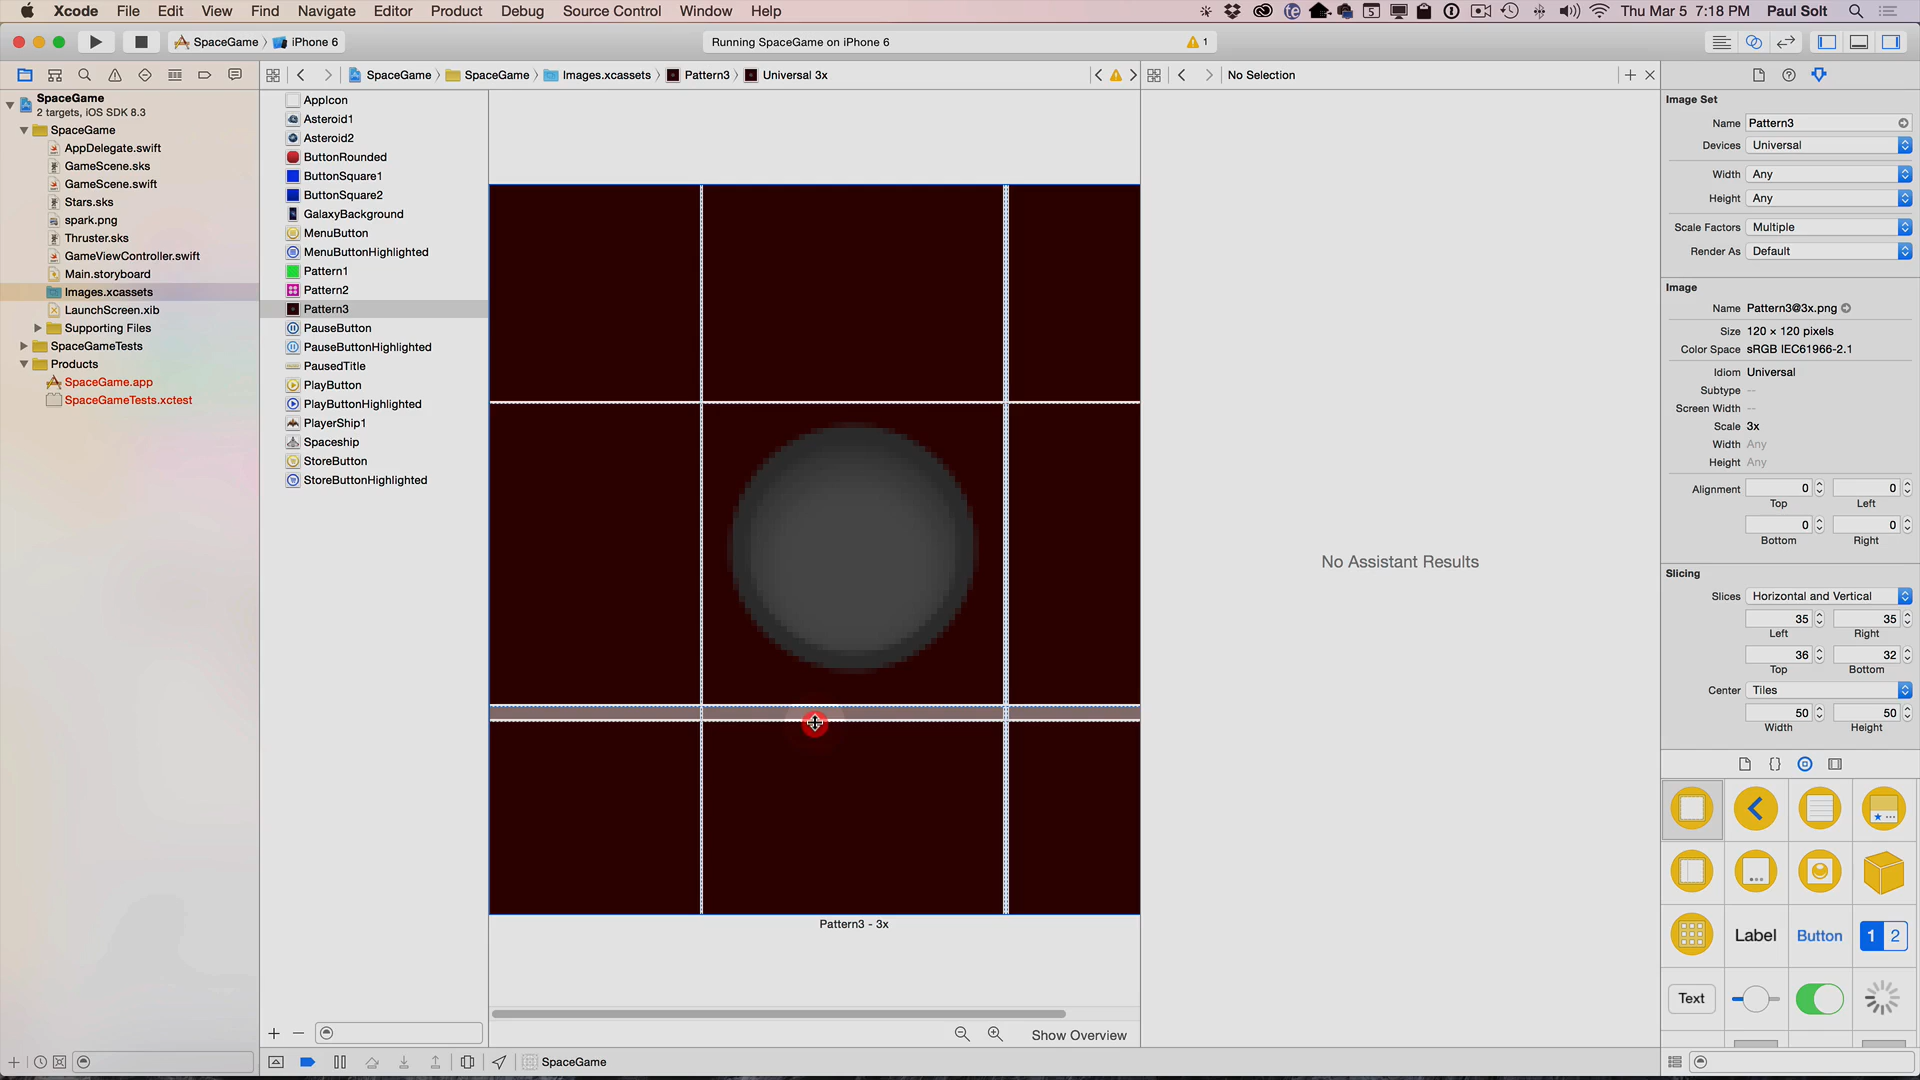 Xcode File Edit View Find Navigate Editor Product Debug Source Control Window Help
5 Thu Mar 5 7:18 PM Paul Solt
SpaceGame iPhone 6
Running SpaceGame on iPhone 6
1
SpaceGame SpaceGame Images.xcassets Pattern3 Universal 3x
No Selection
SpaceGame
2 targets, iOS SDK 8.3
SpaceGame
AppDelegate.swift
GameScene.sks
GameScene.swift
Stars.sks
spark.png
Thruster.sks
GameViewController.swift
Main.storyboard
Images.xcassets
LaunchScreen.xib
Supporting Files
SpaceGameTests
Products
SpaceGame.app
SpaceGameTests.xctest
AppIcon
Asteroid1
Asteroid2
ButtonRounded
ButtonSquare1
ButtonSquare2
GalaxyBackground
MenuButton
MenuButtonHighlighted
Pattern1
Pattern2
Pattern3
PauseButton
PauseButtonHighlighted
PausedTitle
PlayButton
PlayButtonHighlighted
PlayerShip1
Spaceship
StoreButton
StoreButtonHighlighted
Pattern3 - 3x
Show Overview
SpaceGame
No Assistant Results
Image Set
Name Pattern3
Devices Universal
Width Any
Height Any
Scale Factors Multiple
Render As Default
Image
Name Pattern3@3x.png
Size 120 × 120 pixels
Color Space sRGB IEC61966-2.1
Idiom Universal
Subtype --
Screen Width --
Scale 3x
Width Any
Height Any
Alignment 0 0
Top Left
0 0
Bottom Right
Slicing
Slices Horizontal and Vertical
35 35
Left Right
36 32
Top Bottom
Center Tiles
50 50
Width Height
Label Button 1 2
Text